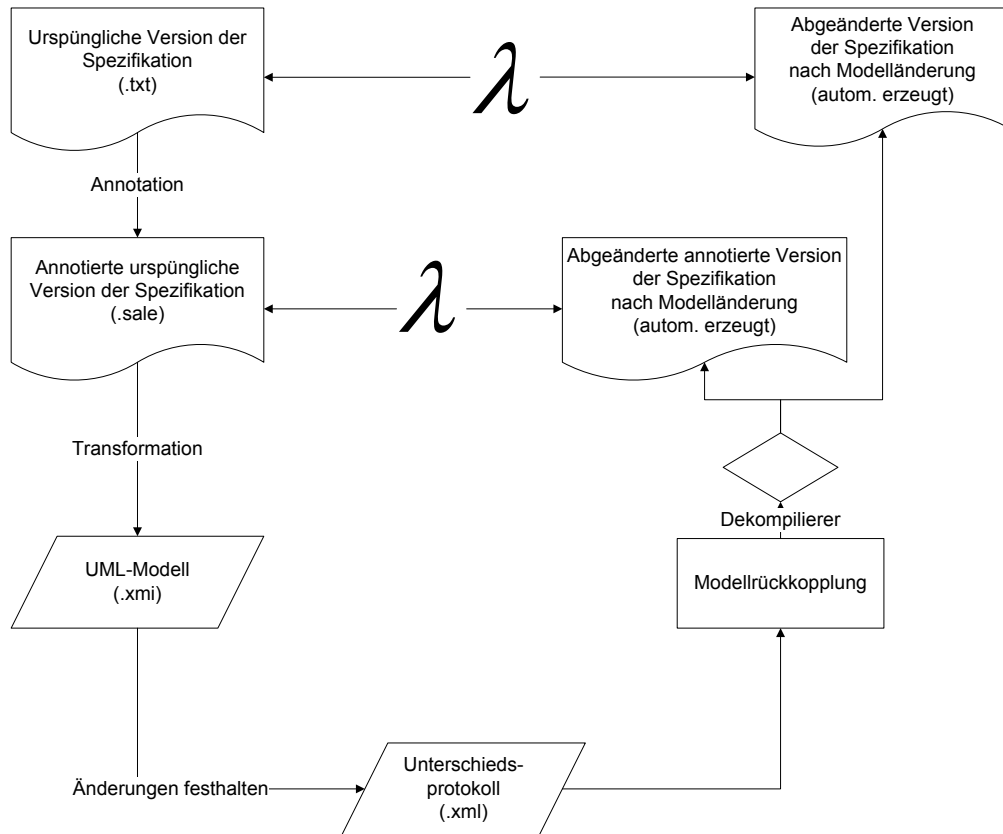 Urspüngliche Version der
Spezifikation
(.txt)
λ
Abgeänderte Version
der Spezifikation
nach Modelländerung
(autom. erzeugt)
Annotation
Annotierte urspüngliche
Version der Spezifikation
(.sale)
λ
Abgeänderte annotierte Version
der Spezifikation
nach Modelländerung
(autom. erzeugt)
Transformation
Dekompilierer
UML-Modell
(.xmi)
Modellrückkopplung
Änderungen festhalten
Unterschieds-
protokoll
(.xml)